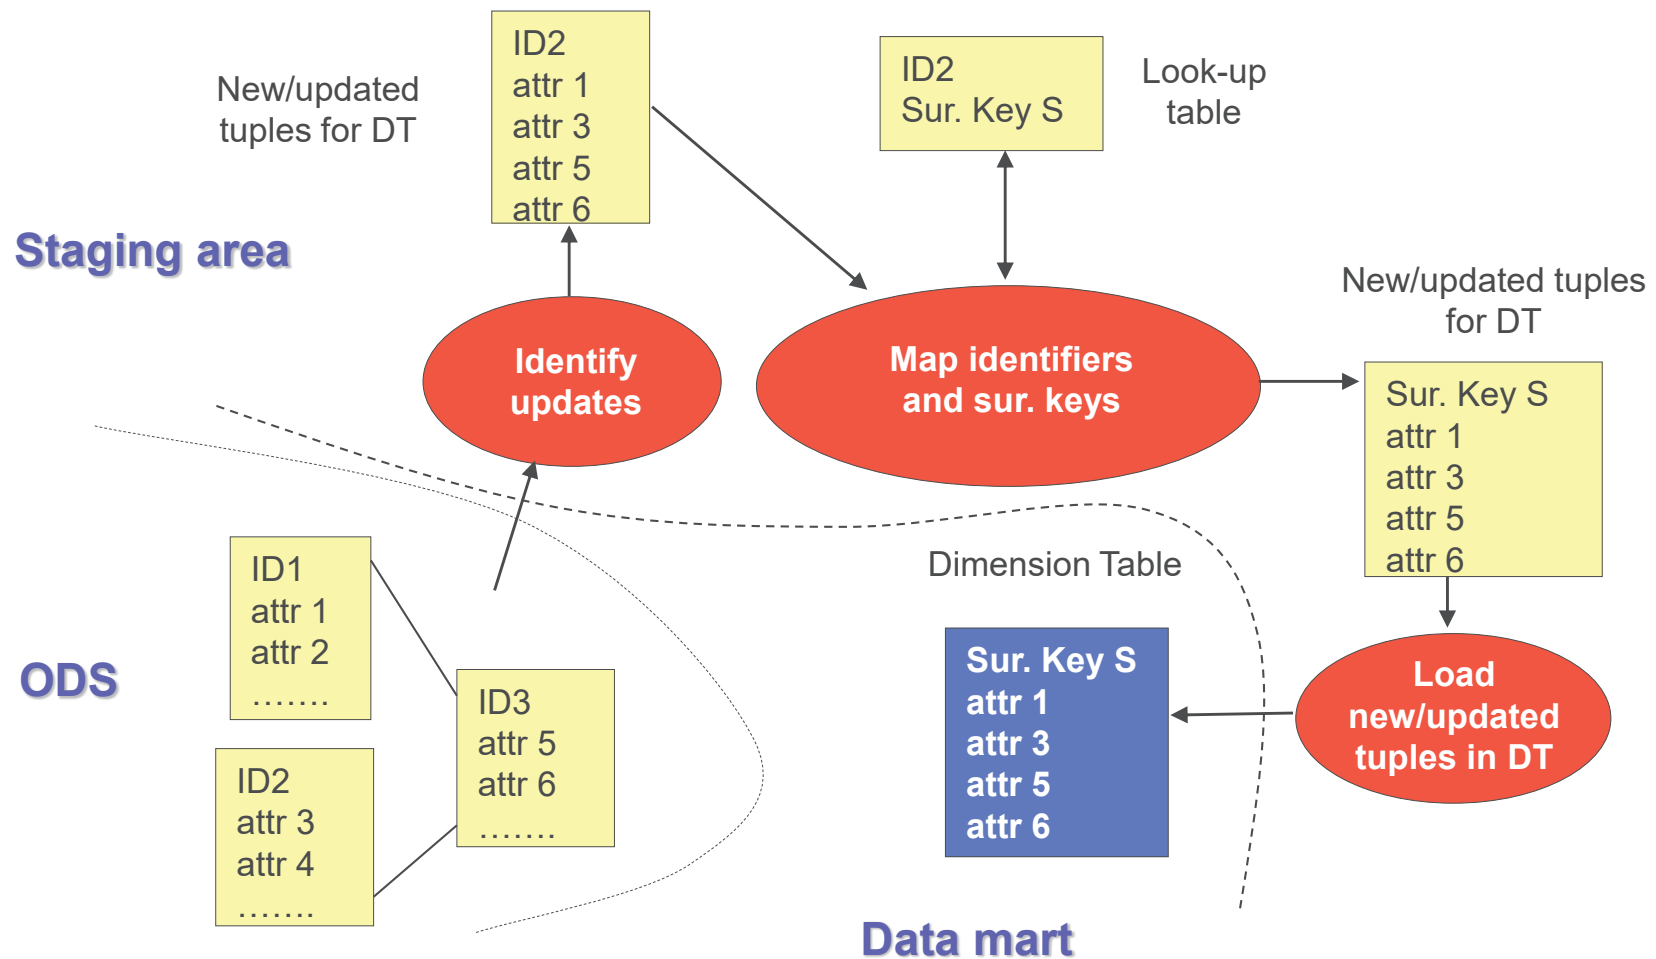 New/updated
tuples for DT
ID2
attr 1
attr 3
attr 5
attr 6
ID2
Sur. Key S
Look-up
table
Staging area
Identify
updates
Map identifiers
and sur. keys
New/updated tuples
for DT
Sur. Key S
attr 1
attr 3
attr 5
attr 6
ODS
ID1
attr 1
attr 2
.......
ID2
attr 3
attr 4
.......
ID3
attr 5
attr 6
.......
Dimension Table
Sur. Key S
attr 1
attr 3
attr 5
attr 6
Load
new/updated
tuples in DT
Data mart